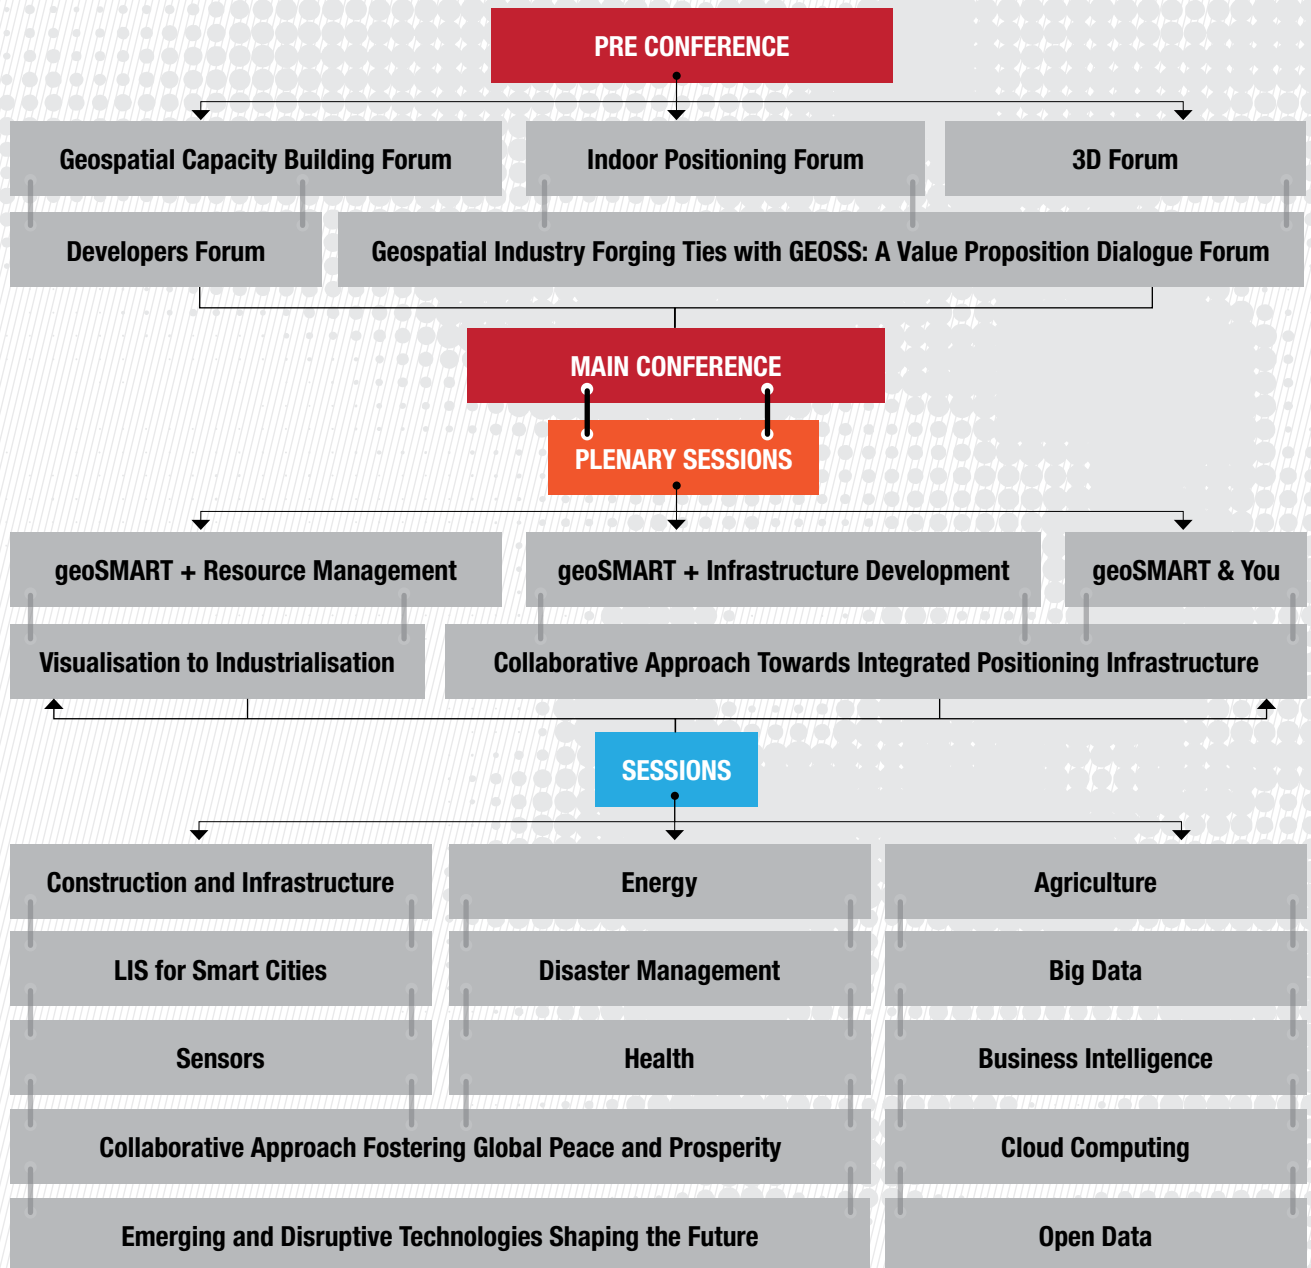 PRE CONFERENCE
Geospatial Capacity Building Forum
Indoor Positioning Forum
3D Forum
Developers Forum
Geospatial Industry Forging Ties with GEOSS: A Value Proposition Dialogue Forum
MAIN CONFERENCE
PLENARY SESSIONS
geoSMART + Resource Management
geoSMART + Infrastructure Development
geoSMART & You
Visualisation to Industrialisation
Collaborative Approach Towards Integrated Positioning Infrastructure
SESSIONS
Construction and Infrastructure
Energy
Agriculture
LIS for Smart Cities
Disaster Management
Big Data
Sensors
Health
Business Intelligence
Collaborative Approach Fostering Global Peace and Prosperity
Cloud Computing
Emerging and Disruptive Technologies Shaping the Future
Open Data